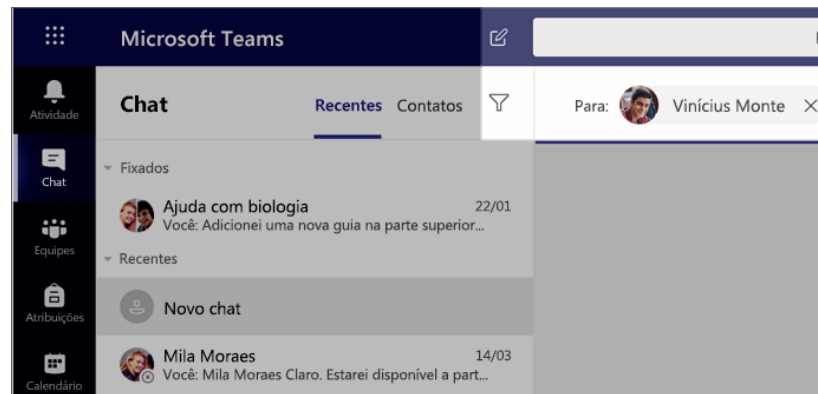 Microsoft Teams
Atividade
Chat
Recentes Contatos
Para: Vinícius Monte
Chat
Fixados
Ajuda com biologia 22/01
Você: Adicionei uma nova guia na parte superior...
Equipes
Recentes
Novo chat
Atribuições
Mila Moraes 14/03
Você: Mila Moraes Claro. Estarei disponível a part...
Calendário